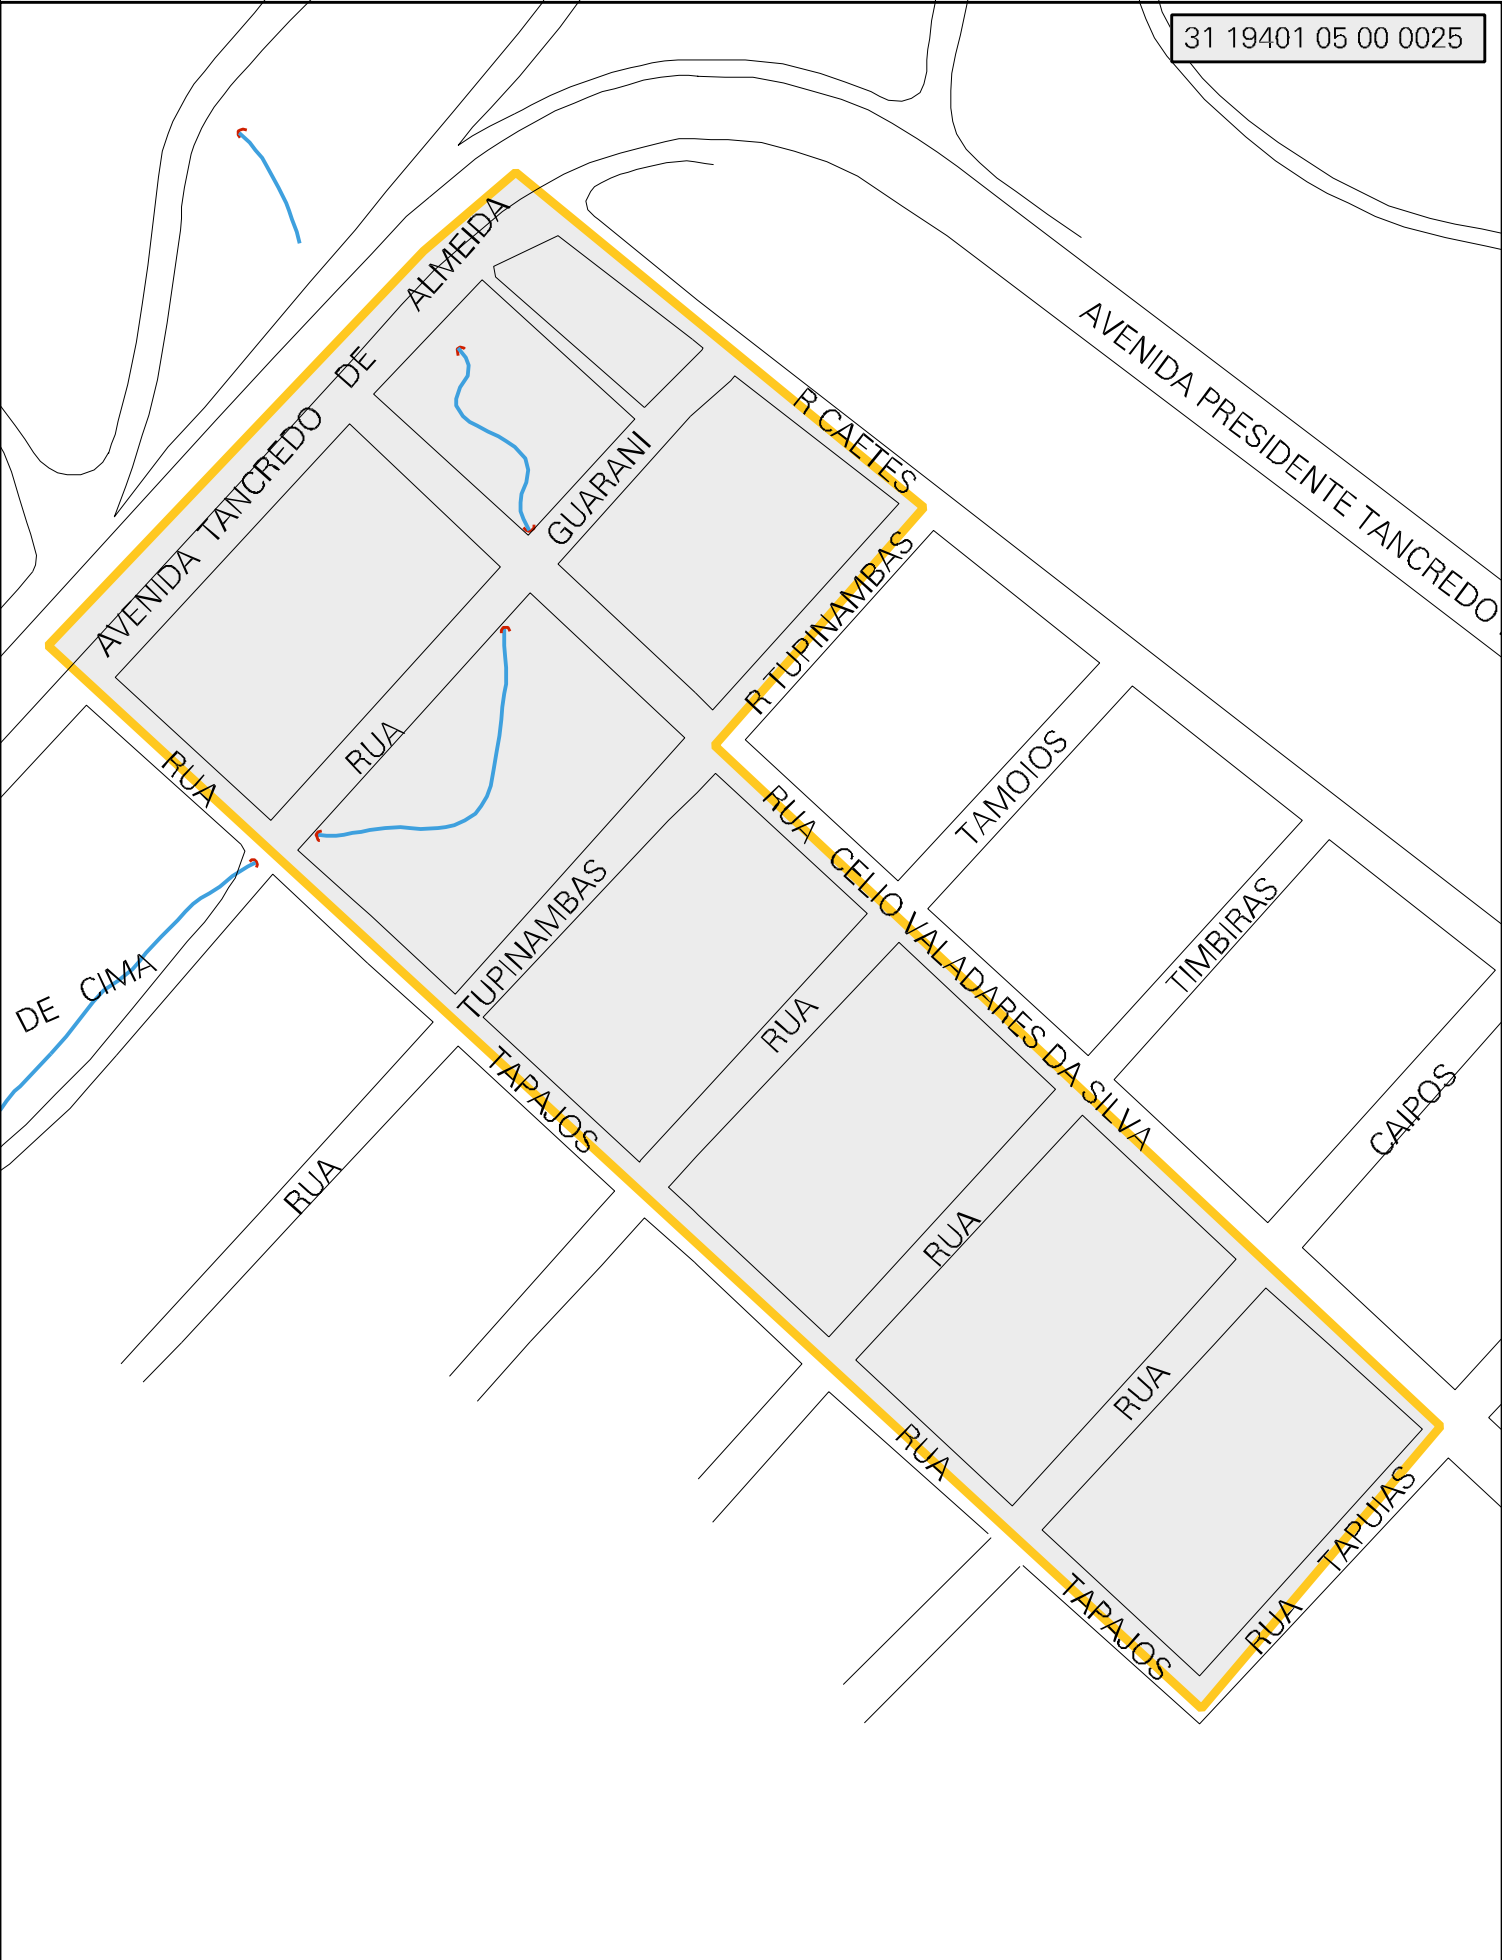 31 19401 05 00 0025
AVENIDA TANCREDO DE ALMEIDA
AVENIDA PRESIDENTE TANCREDO
R CAETES
GUARANI
R TUPINAMBAS
RUA
RUA
TAMOIOS
RUA CELIO VALADARES DA SILVA
TIMBIRAS
TUPINAMBAS
DE CIMA
RUA
TAPAJOS
CAIPOS
RUA
RUA
RUA
RUA
TAPAJOS
RUA TAPUIAS